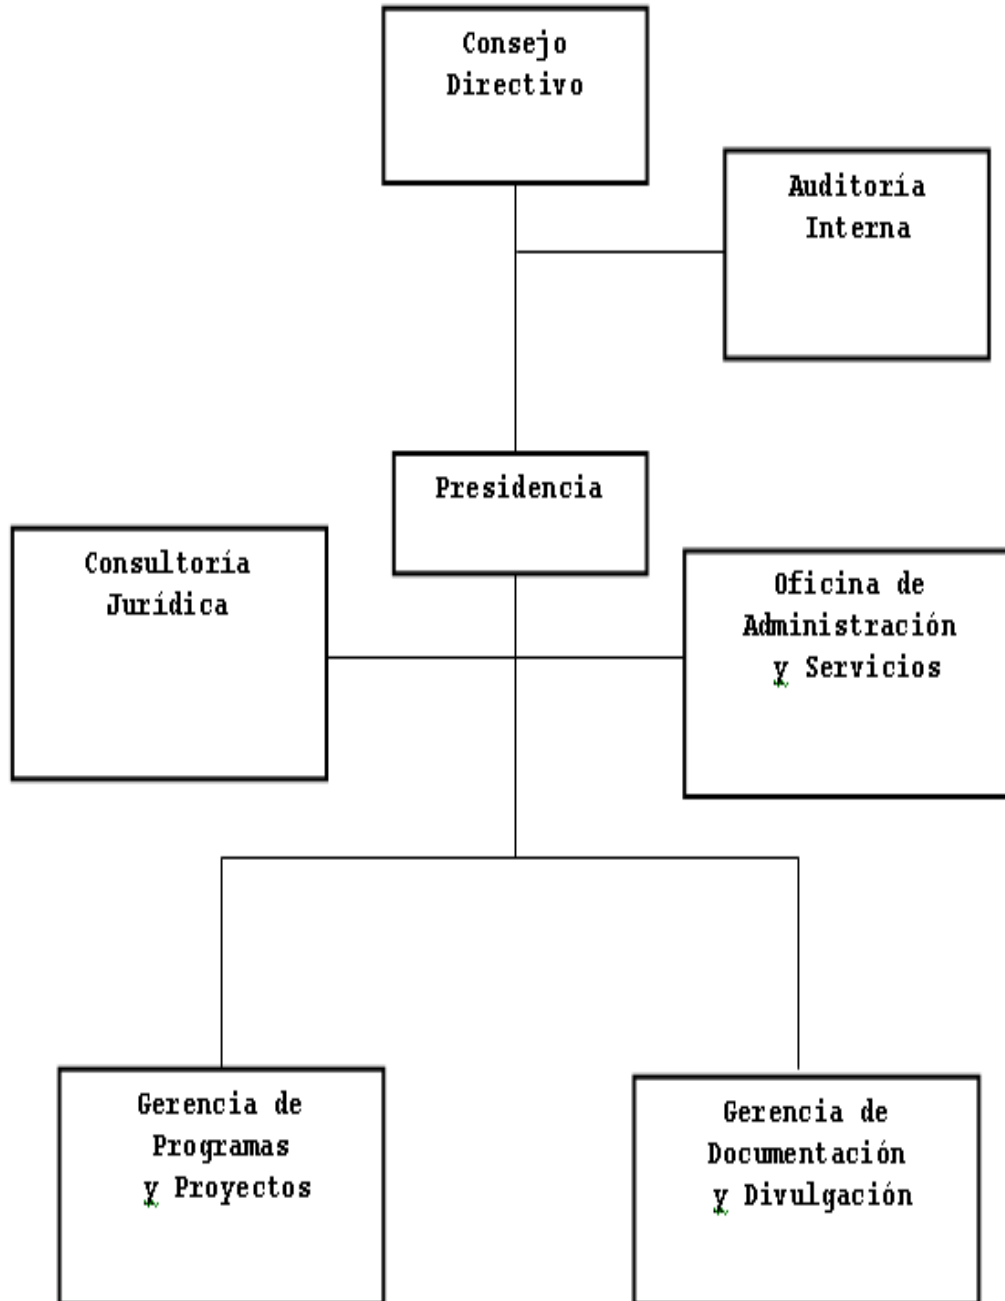 Consejo
Directivo
Auditoría
Interna
Presidencia
Consultoría
Jurídica
Oficina de
Administración
y Servicios
Gerencia de
Programas
y Proyectos
Gerencia de
Documentación
y Divulgación